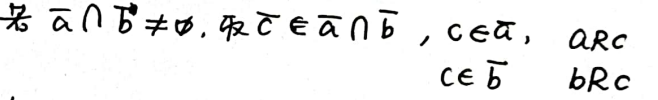 若 a̅ ∩ b̅ ≠ ∅, 取 c̅ ∈ a̅ ∩ b̅ , c ∈ a̅, aRc
c ∈ b̅ bRc